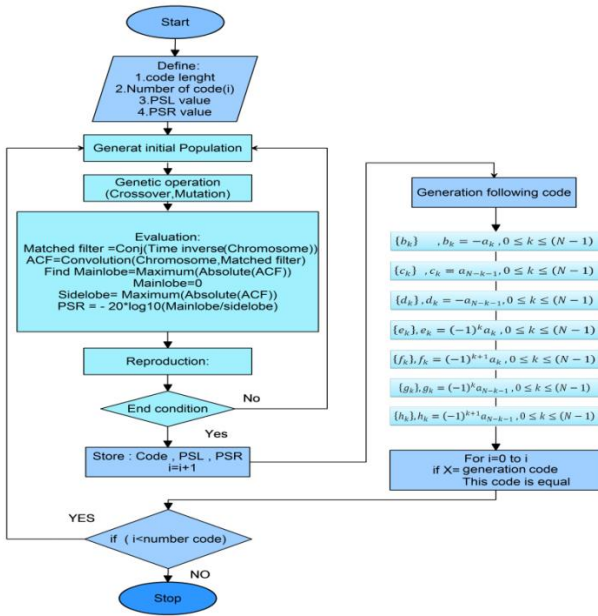 Start
Define:
1.code lenght
2.Number of code(i)
3.PSL value
4.PSR value
Generat initial Population
Genetic operation
(Crossover,Mutation)
Evaluation:
Matched filter =Conj(Time inverse(Chromosome))
ACF=Convolution(Chromosome,Matched filter)
Find Mainlobe=Maximum(Absolute(ACF))
Mainlobe=0
Sidelobe= Maximum(Absolute(ACF))
PSR = - 20*log10(Mainlobe/sidelobe)
Reproduction:
End condition
No
Yes
Store : Code , PSL , PSR
i=i+1
Generation following code
{b_k} , b_k = −a_k, 0 ≤ k ≤ (N − 1)
{c_k} , c_k = a_{N−k−1}, 0 ≤ k ≤ (N − 1)
{d_k}, d_k = −a_{N−k−1}, 0 ≤ k ≤ (N − 1)
{e_k}, e_k = (−1)^k a_k, 0 ≤ k ≤ (N − 1)
{f_k}, f_k = (−1)^{k+1} a_k, 0 ≤ k ≤ (N − 1)
{g_k}, g_k = (−1)^k a_{N−k−1}, 0 ≤ k ≤ (N − 1)
{h_k}, h_k = (−1)^{k+1} a_{N−k−1}, 0 ≤ k ≤ (N − 1)
For i=0 to i
if X= generation code
This code is equal
YES
if ( i<number code)
NO
Stop